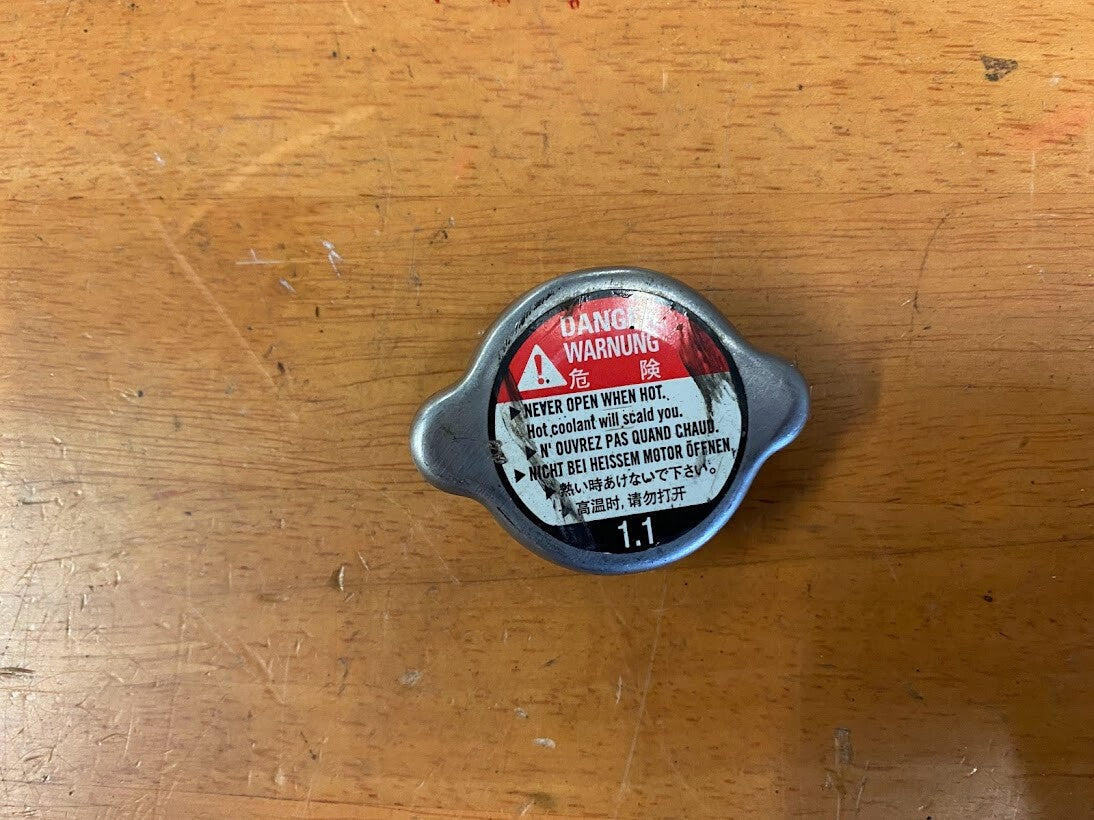 DANGER
WARNUNG
危 険
NEVER OPEN WHEN HOT.
Hot coolant will scald you.
N' OUVREZ PAS QUAND CHAUD.
NICHT BEI HEISSEM MOTOR ÖFFNEN.
熱い時あけないで下さい。
高温时, 请勿打开
1.1